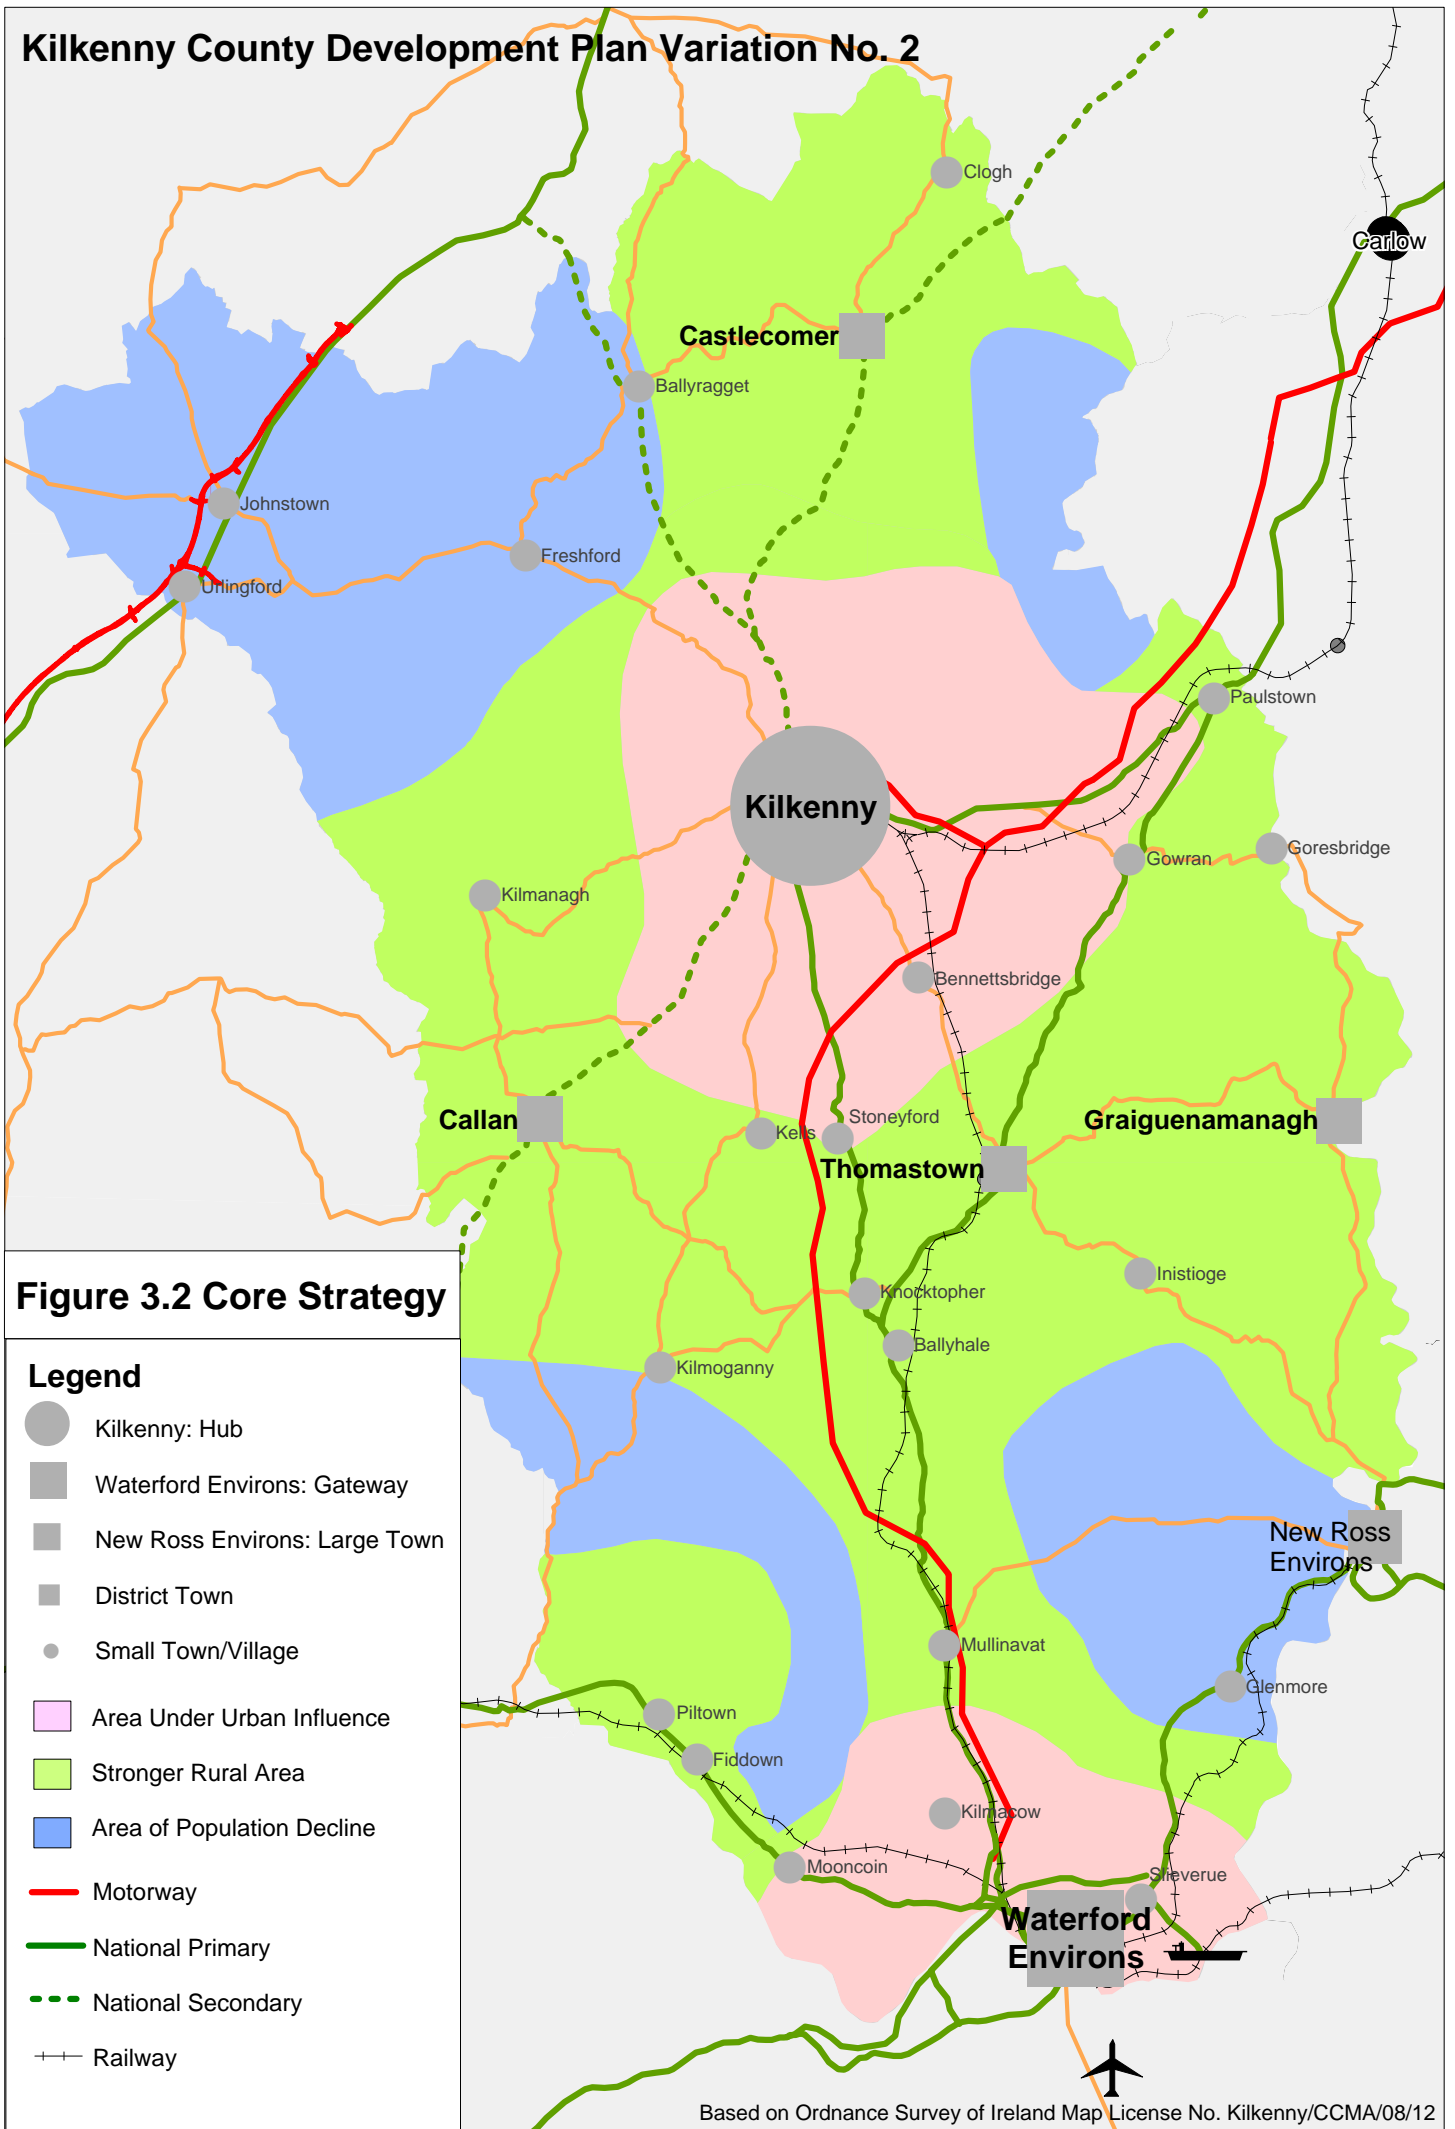 Kilkenny County Development Plan Variation No. 2
Clogh
Carlow
Castlecomer
Ballyragget
Johnstown
Freshford
Urlingford
Paulstown
Kilkenny
Goresbridge
Gowran
Kilmanagh
Bennettsbridge
Callan
Stoneyford
Kells
Graiguenamanagh
Thomastown
Inistioge
Knocktopher
Ballyhale
Kilmoganny
New Ross
Environs
Mullinavat
Glenmore
Piltown
Fiddown
Kilmacow
Mooncoin
Slieverue
Waterford
Environs
Figure 3.2 Core Strategy
Legend
Kilkenny: Hub
Waterford Environs: Gateway
New Ross Environs: Large Town
District Town
Small Town/Village
Area Under Urban Influence
Stronger Rural Area
Area of Population Decline
Motorway
National Primary
National Secondary
Railway
Based on Ordnance Survey of Ireland Map License No. Kilkenny/CCMA/08/12